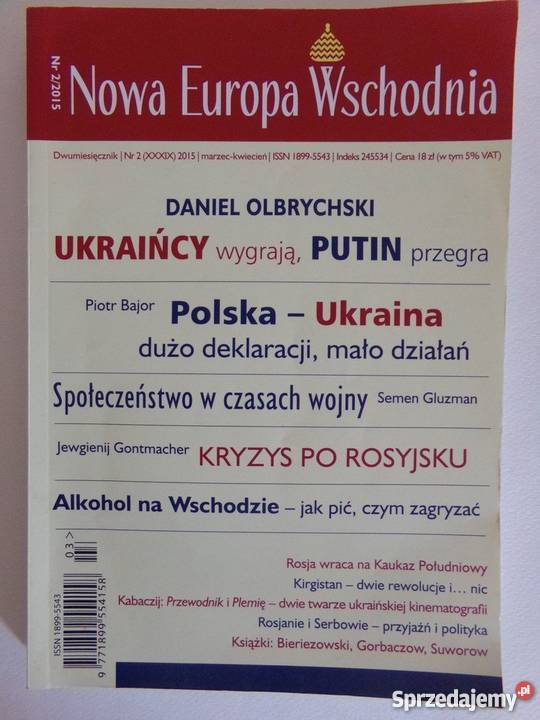 Nr 2/2015
Nowa Europa Wschodnia
Dwumiesięcznik | Nr 2 (XXXIX) 2015 | marzec-kwiecień | ISSN 1899-5543 | Indeks 245534 | Cena 18 zł (w tym 5% VAT)
DANIEL OLBRYCHSKI
UKRAIŃCY wygrają, PUTIN przegra
Piotr Bajor Polska – Ukraina
dużo deklaracji, mało działań
Społeczeństwo w czasach wojny Semen Gluzman
Jewgienij Gontmacher KRYZYS PO ROSYJSKU
Alkohol na Wschodzie – jak pić, czym zagryzać
Rosja wraca na Kaukaz Południowy
Kirgistan – dwie rewolucje i... nic
Kabaczij: Przewodnik i Plemię – dwie twarze ukraińskiej kinematografii
Rosjanie i Serbowie – przyjaźń i polityka
Książki: Bieriezowski, Gorbaczow, Suworow
03>
ISSN 1899-5543
9 771899 554158
Sprzedajemy.pl